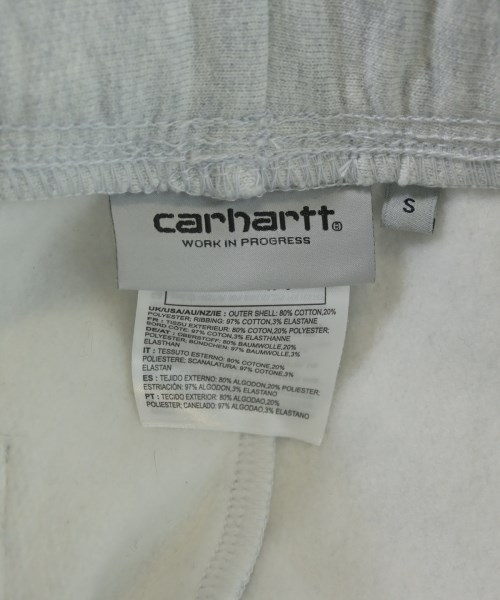 carhartt®
WORK IN PROGRESS
S
UK/USA/AU/NZ/IE : OUTER SHELL: 80% COTTON,20%
POLYESTER; RIBBING: 97% COTTON,3% ELASTANE
FR : TISSU EXTERIEUR: 80% COTON,20% POLYESTER;
BORD CÔTE: 97% COTON,3% ELASTHANNE
DE/AT : OBERSTOFF: 80% BAUMWOLLE,20%
POLYESTER; BÜNDCHEN: 97% BAUMWOLLE,3%
ELASTHAN
IT : TESSUTO ESTERNO: 80% COTONE,20%
POLIESTERE; SCANALATURA: 97% COTONE,3%
ELASTAN
ES : TEJIDO EXTERNO: 80% ALGODON,20% POLIESTER;
ESTRIACIÓN: 97% ALGODON,3% ELASTANO
PT : TECIDO EXTERIOR: 80% ALGODAO,20%
POLIESTER; CANELADO: 97% ALGODAO,3% ELASTANO